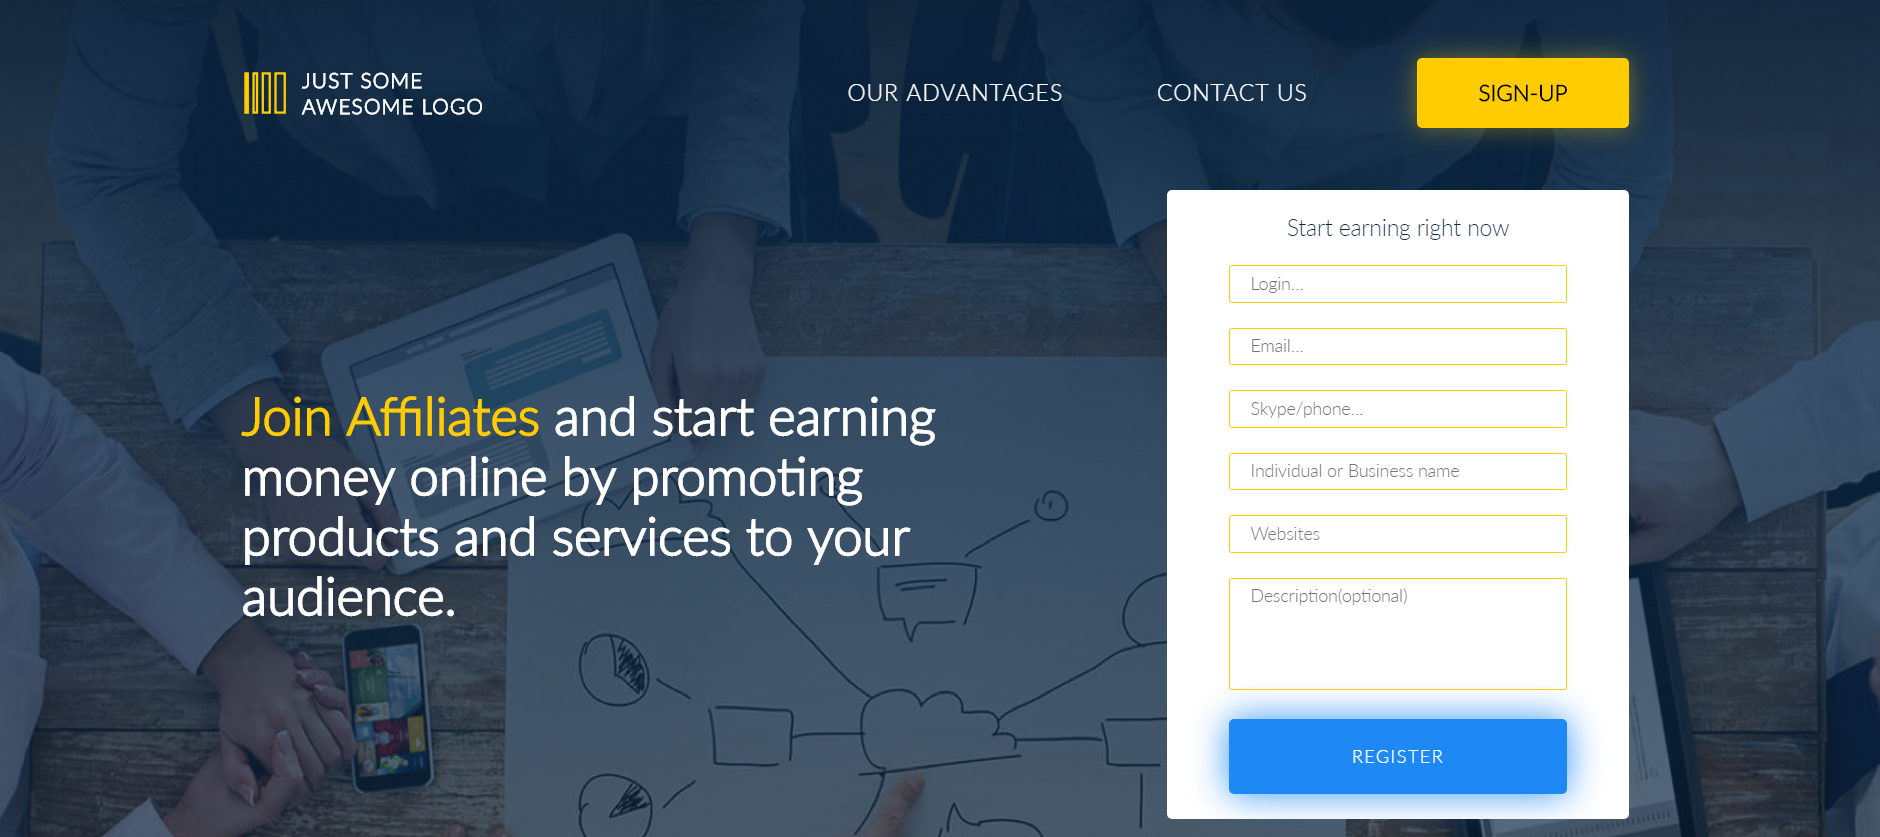 JUST SOME
AWESOME LOGO
OUR ADVANTAGES
CONTACT US
SIGN-UP
Start earning right now
Login...
Email...
Skype/phone...
Individual or Business name
Websites
Description(optional)
REGISTER
Join Affiliates and start earning
money online by promoting
products and services to your
audience.